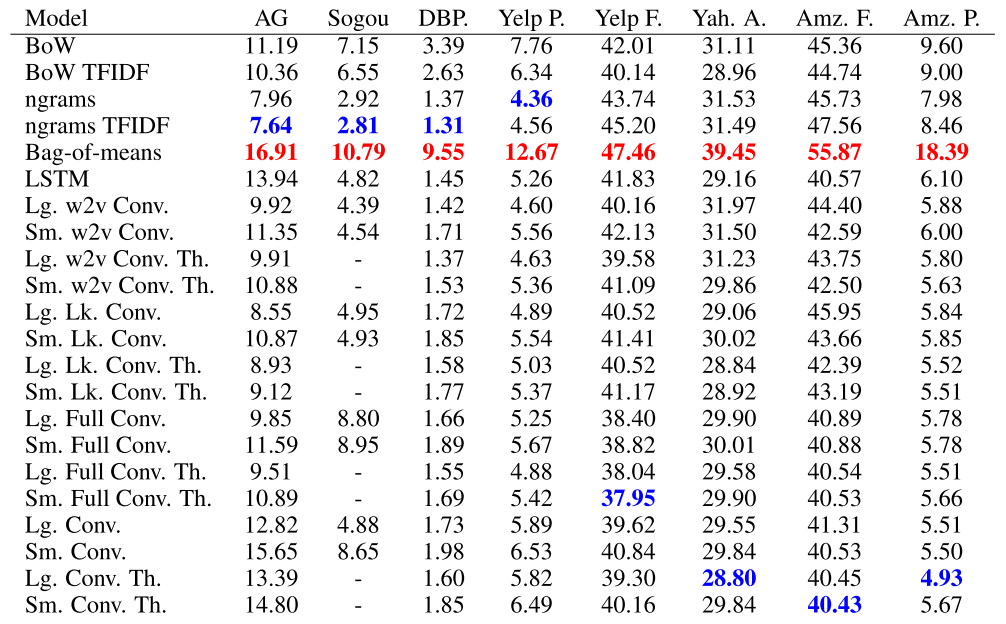 Model AG Sogou DBP. Yelp P. Yelp F. Yah. A. Amz. F. Amz. P.
BoW 11.19 7.15 3.39 7.76 42.01 31.11 45.36 9.60
BoW TFIDF 10.36 6.55 2.63 6.34 40.14 28.96 44.74 9.00
ngrams 7.96 2.92 1.37 4.36 43.74 31.53 45.73 7.98
ngrams TFIDF 7.64 2.81 1.31 4.56 45.20 31.49 47.56 8.46
Bag-of-means 16.91 10.79 9.55 12.67 47.46 39.45 55.87 18.39
LSTM 13.94 4.82 1.45 5.26 41.83 29.16 40.57 6.10
Lg. w2v Conv. 9.92 4.39 1.42 4.60 40.16 31.97 44.40 5.88
Sm. w2v Conv. 11.35 4.54 1.71 5.56 42.13 31.50 42.59 6.00
Lg. w2v Conv. Th. 9.91 - 1.37 4.63 39.58 31.23 43.75 5.80
Sm. w2v Conv. Th. 10.88 - 1.53 5.36 41.09 29.86 42.50 5.63
Lg. Lk. Conv. 8.55 4.95 1.72 4.89 40.52 29.06 45.95 5.84
Sm. Lk. Conv. 10.87 4.93 1.85 5.54 41.41 30.02 43.66 5.85
Lg. Lk. Conv. Th. 8.93 - 1.58 5.03 40.52 28.84 42.39 5.52
Sm. Lk. Conv. Th. 9.12 - 1.77 5.37 41.17 28.92 43.19 5.51
Lg. Full Conv. 9.85 8.80 1.66 5.25 38.40 29.90 40.89 5.78
Sm. Full Conv. 11.59 8.95 1.89 5.67 38.82 30.01 40.88 5.78
Lg. Full Conv. Th. 9.51 - 1.55 4.88 38.04 29.58 40.54 5.51
Sm. Full Conv. Th. 10.89 - 1.69 5.42 37.95 29.90 40.53 5.66
Lg. Conv. 12.82 4.88 1.73 5.89 39.62 29.55 41.31 5.51
Sm. Conv. 15.65 8.65 1.98 6.53 40.84 29.84 40.53 5.50
Lg. Conv. Th. 13.39 - 1.60 5.82 39.30 28.80 40.45 4.93
Sm. Conv. Th. 14.80 - 1.85 6.49 40.16 29.84 40.43 5.67